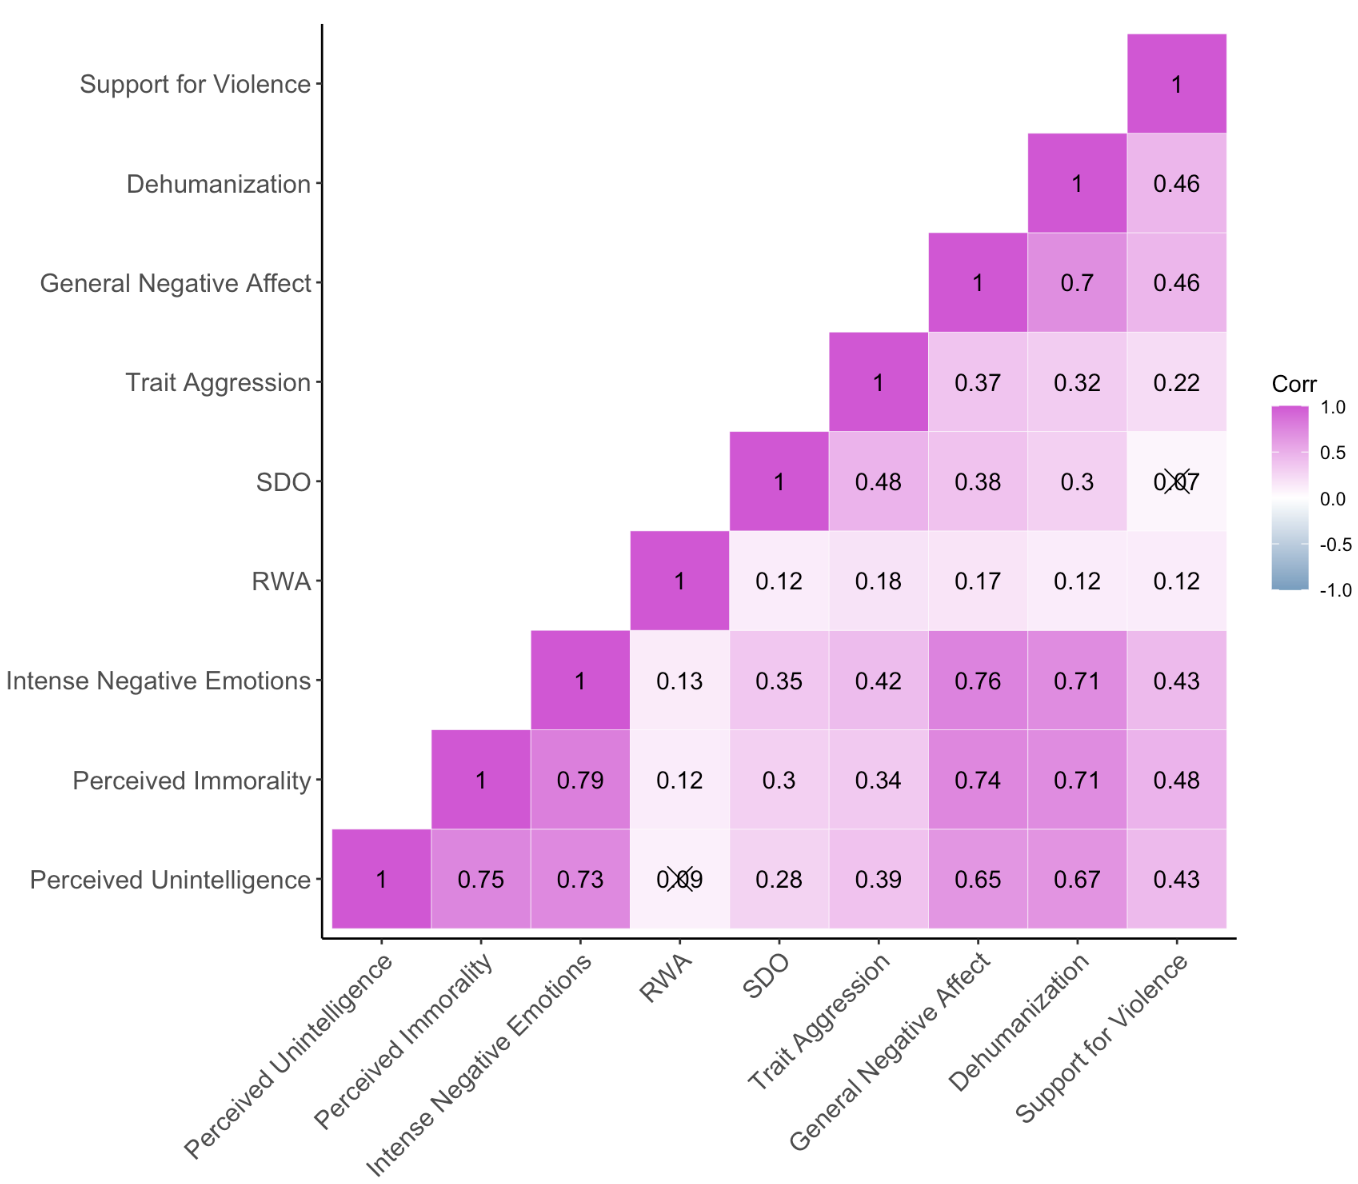 Support for Violence 1
Dehumanization 1 0.46
General Negative Affect 1 0.7 0.46
Trait Aggression 1 0.37 0.32 0.22
SDO 1 0.48 0.38 0.3 0.07
RWA 1 0.12 0.18 0.17 0.12 0.12
Intense Negative Emotions 1 0.13 0.35 0.42 0.76 0.71 0.43
Perceived Immorality 1 0.79 0.12 0.3 0.34 0.74 0.71 0.48
Perceived Unintelligence 1 0.75 0.73 0.09 0.28 0.39 0.65 0.67 0.43
Perceived Unintelligence
Perceived Immorality
Intense Negative Emotions
RWA
SDO
Trait Aggression
General Negative Affect
Dehumanization
Support for Violence
Corr
1.0
0.5
0.0
-0.5
-1.0